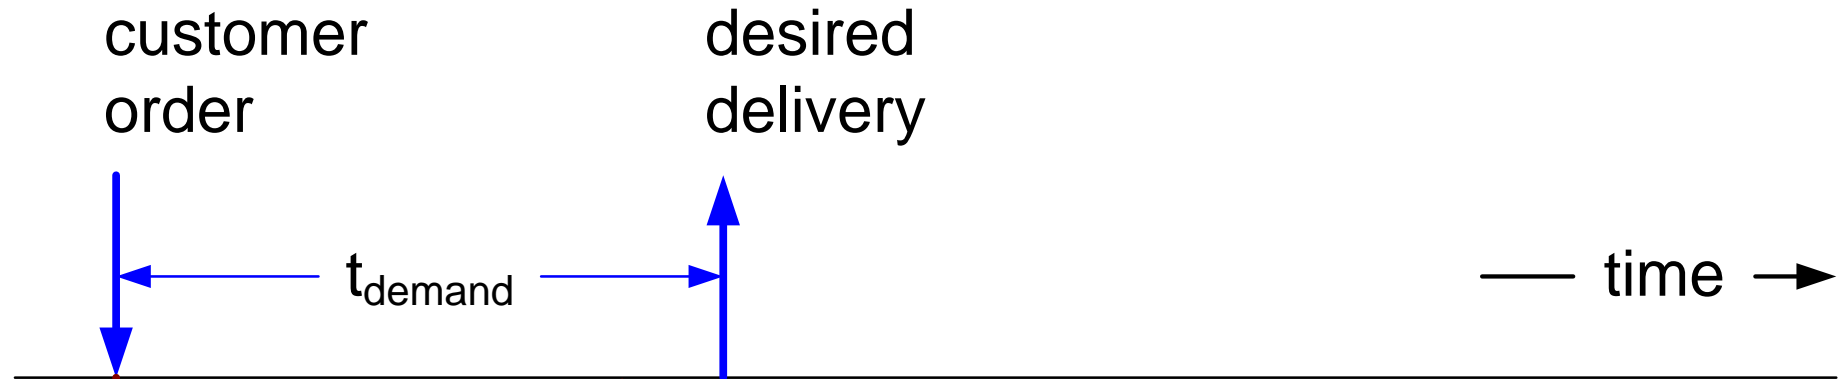 customer
order
desired
delivery
tdemand
time